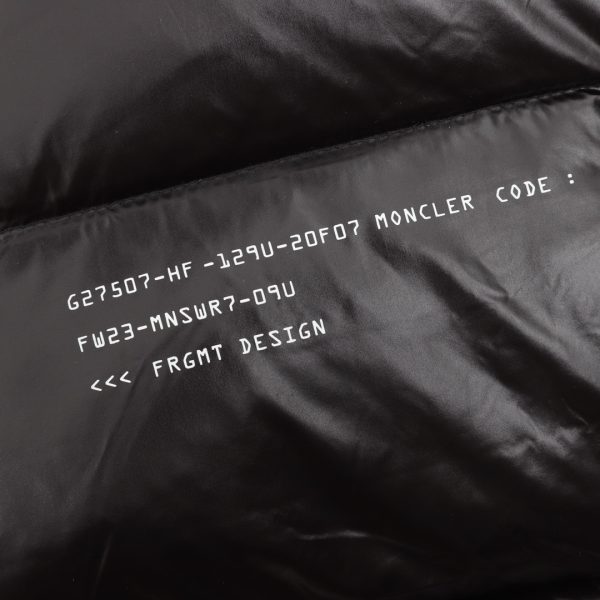 G27507-HF -129U-20F07 MONCLER CODE :
FW23-MNSWR7-09U
<<< FRGMT DESIGN